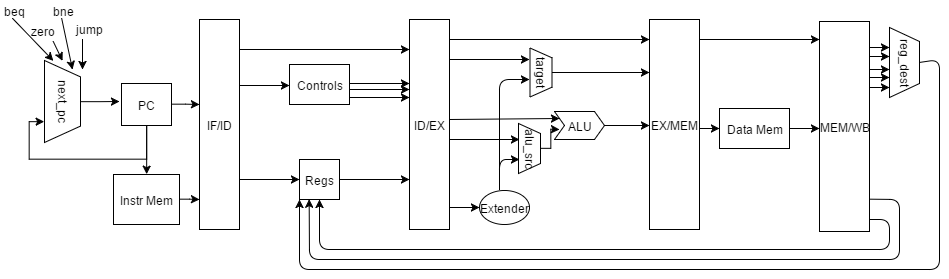 beq
bne
zero
jump
next_pc
PC
Instr Mem
IF/ID
Controls
Regs
ID/EX
target
alu_src
Extender
ALU
EX/MEM
Data Mem
MEM/WB
reg_dest